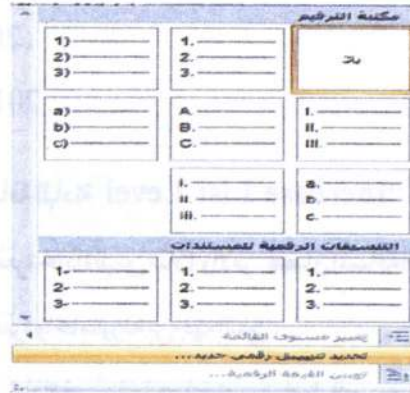 مكتبة الترقيم
بلا
1. 2. 3.
1) 2) 3)
I. II. III.
A. B. C.
a) b) c)
a. b. c.
i. ii. iii.
التنسيقات الرقمية للمستندات
1. 2. 3.
1. 2. 3.
1- 2- 3-
تغيير مستوى القائمة
تحديد تنسيق رقمي جديد...
تعيين القيمة الرقمية...